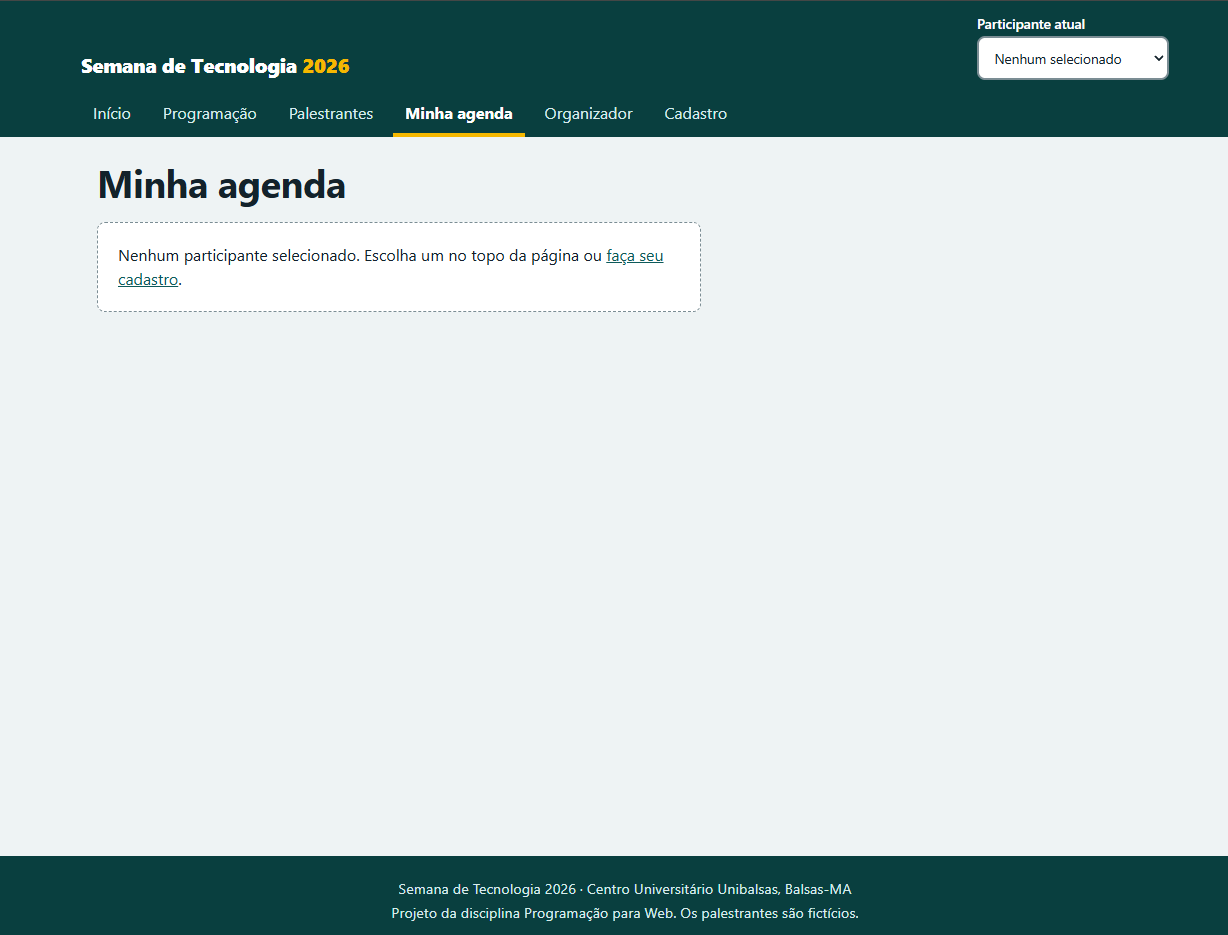 Participante atual
Semana de Tecnologia 2026
Nenhum selecionado
Início Programação Palestrantes Minha agenda Organizador Cadastro
Minha agenda
Nenhum participante selecionado. Escolha um no topo da página ou faça seu
cadastro.
Semana de Tecnologia 2026 · Centro Universitário Unibalsas, Balsas-MA
Projeto da disciplina Programação para Web. Os palestrantes são fictícios.